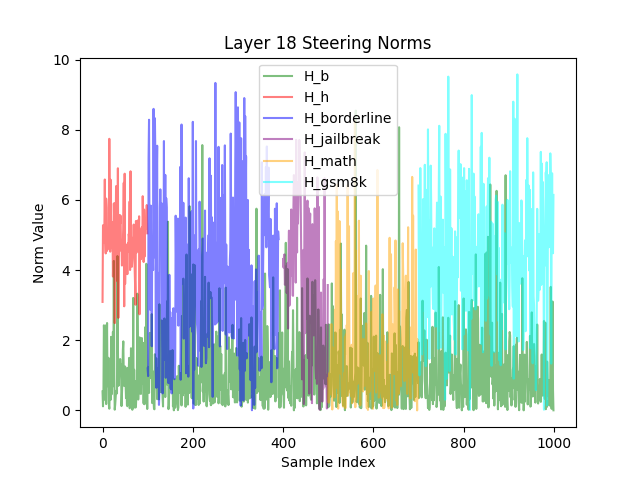 Layer 18 Steering Norms
10
8
6
4
2
0
Norm Value
H_b
H_h
H_borderline
H_jailbreak
H_math
H_gsm8k
0 200 400 600 800 1000
Sample Index